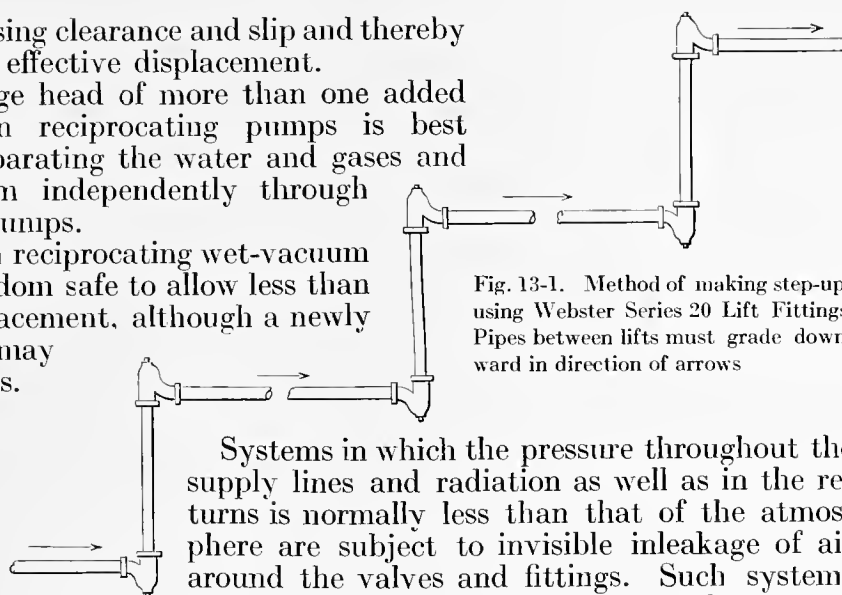 sing clearance and slip and thereby
effective displacement.
ge head of more than one added
n reciprocating pumps is best
parating the water and gases and
m independently through
umps.
reciprocating wet-vacuum
dom safe to allow less than
lacement, although a newly
may
s.
Fig. 13-1. Method of making step-up
using Webster Series 20 Lift Fittings
Pipes between lifts must grade down
ward in direction of arrows
Systems in which the pressure throughout the
supply lines and radiation as well as in the re
turns is normally less than that of the atmos
phere are subject to invisible inleakage of ai
around the valves and fittings. Such system